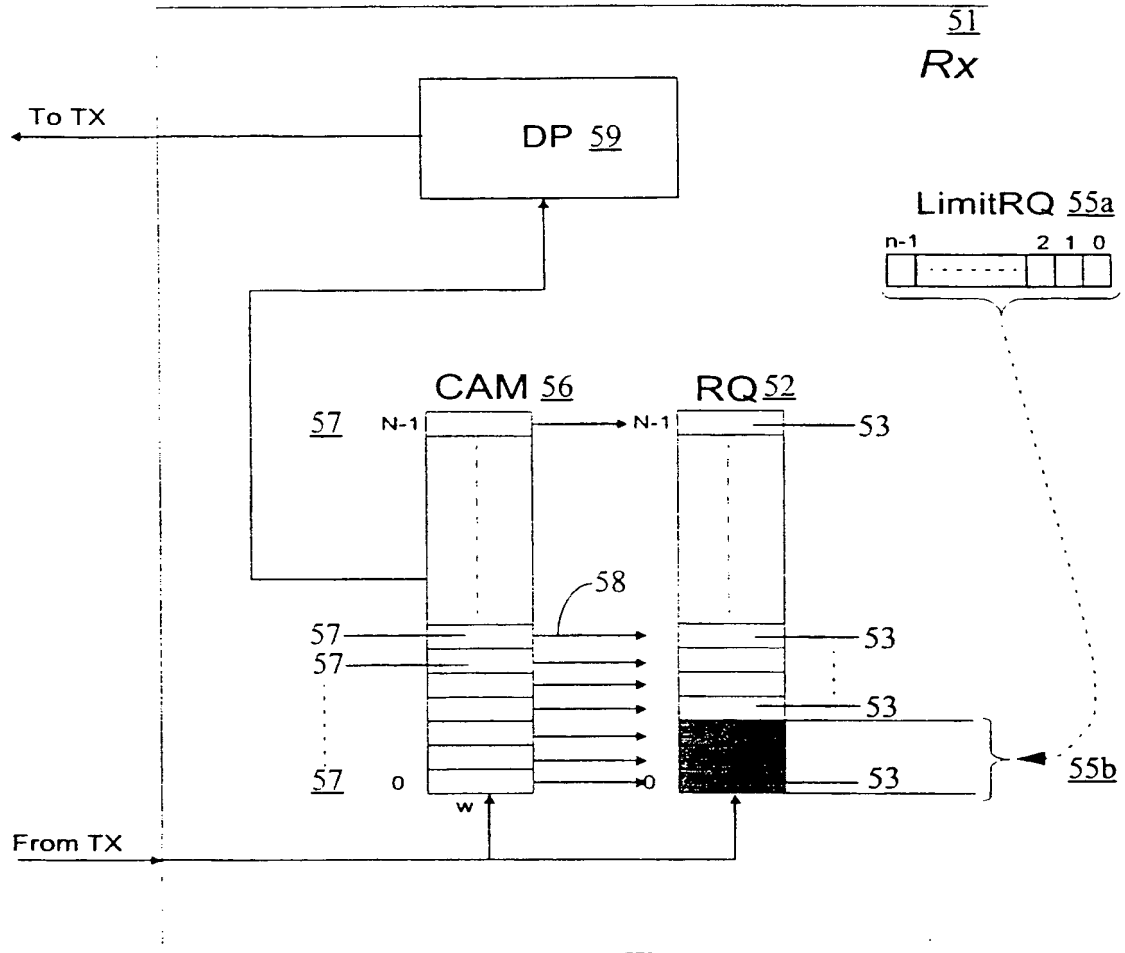 51
Rx
To TX
DP 59
LimitRQ 55a
n-1 2 1 0
CAM 56 RQ 52
57 N-1 N-1 53
58
57 53
57
53
57 0 0 53 55b
w
From TX